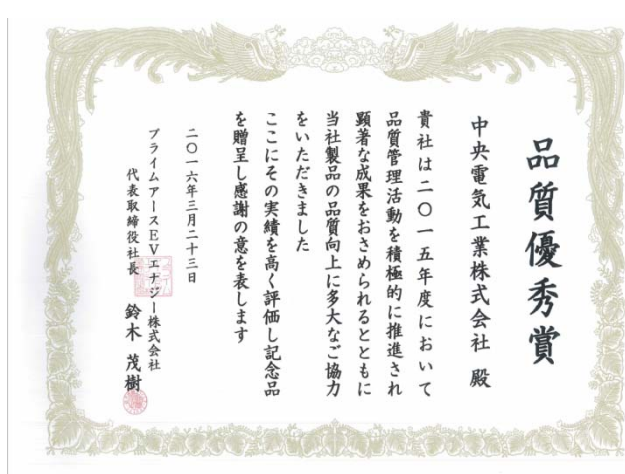 品質優秀賞
中央電気工業株式会社 殿
貴社は二〇一五年度において
品質管理活動を積極的に推進され
顕著な成果をおさめられるとともに
当社製品の品質向上に多大なご協力
をいただきました
ここにその実績を高く評価し記念品
を贈呈し感謝の意を表します
二〇一六年三月二十三日
プライムアースEVエナジー株式会社
代表取締役社長 鈴木 茂樹